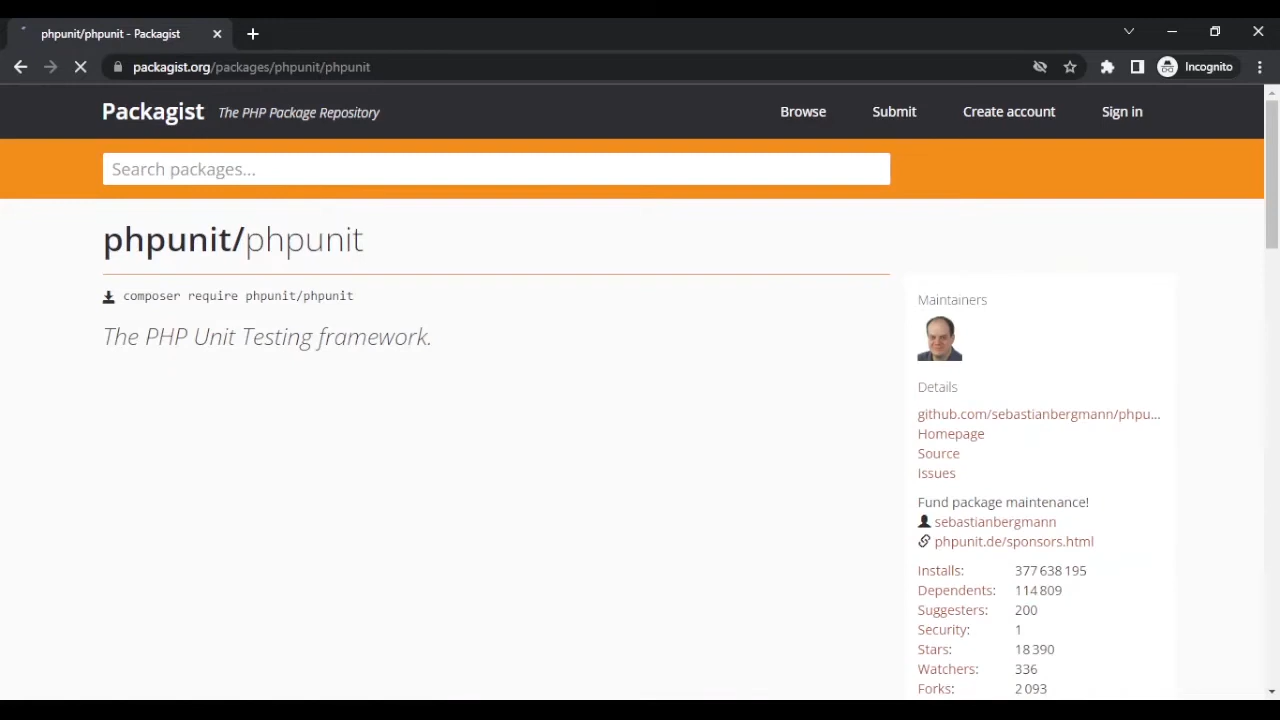 phpunit/phpunit - Packagist
packagist.org/packages/phpunit/phpunit
Incognito
Packagist The PHP Package Repository
Browse Submit Create account Sign in
Search packages...
phpunit/phpunit
composer require phpunit/phpunit
The PHP Unit Testing framework.
Maintainers
Details
github.com/sebastianbergmann/phpu...
Homepage
Source
Issues
Fund package maintenance!
sebastianbergmann
phpunit.de/sponsors.html
Installs: 377 638 195
Dependents: 114 809
Suggesters: 200
Security: 1
Stars: 18 390
Watchers: 336
Forks: 2 093